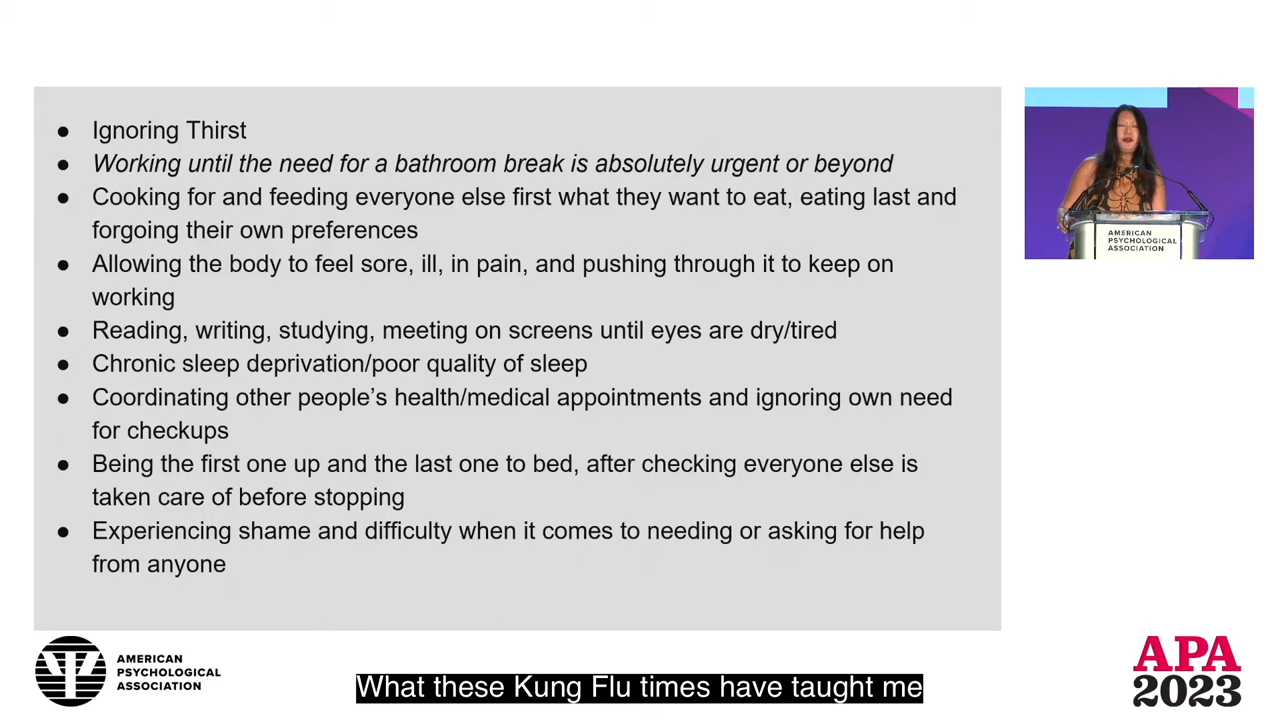 ● Ignoring Thirst
● Working until the need for a bathroom break is absolutely urgent or beyond
● Cooking for and feeding everyone else first what they want to eat, eating last and
forgoing their own preferences
● Allowing the body to feel sore, ill, in pain, and pushing through it to keep on
working
● Reading, writing, studying, meeting on screens until eyes are dry/tired
● Chronic sleep deprivation/poor quality of sleep
● Coordinating other people’s health/medical appointments and ignoring own need
for checkups
● Being the first one up and the last one to bed, after checking everyone else is
taken care of before stopping
● Experiencing shame and difficulty when it comes to needing or asking for help
from anyone
AMERICAN
PSYCHOLOGICAL
ASSOCIATION
AMERICAN
PSYCHOLOGICAL
ASSOCIATION
What these Kung Flu times have taught me
APA
2023